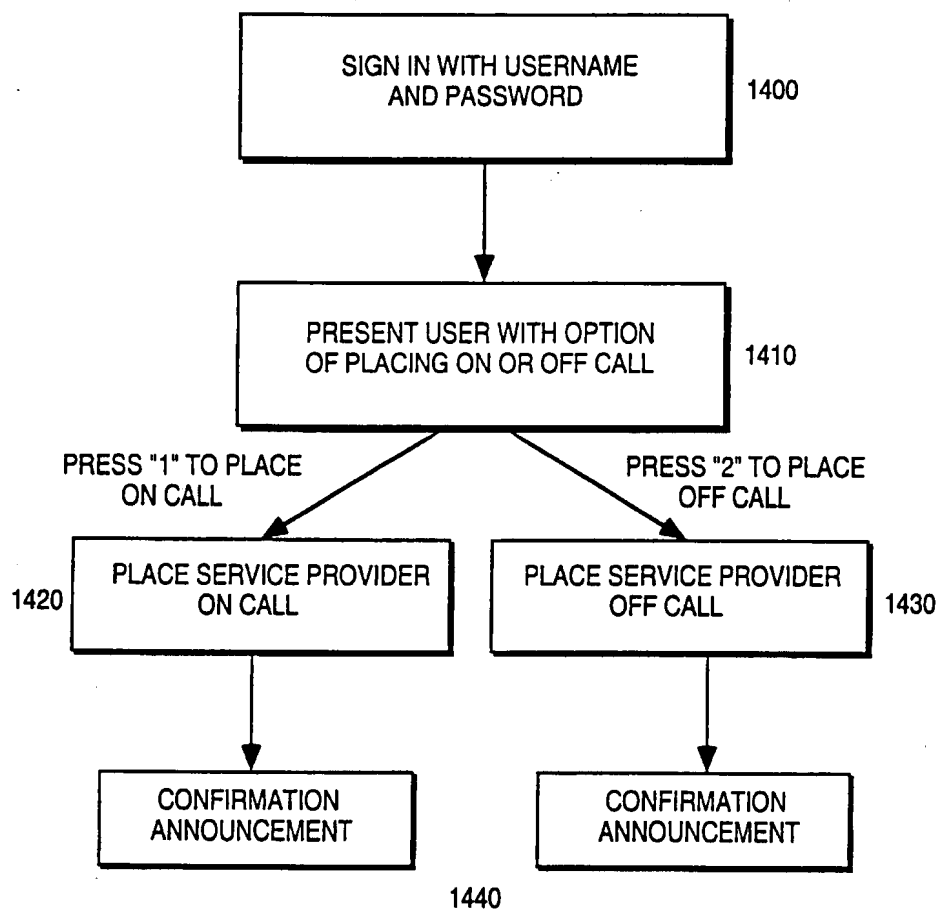 SIGN IN WITH USERNAME
AND PASSWORD
1400
PRESENT USER WITH OPTION
OF PLACING ON OR OFF CALL
1410
PRESS "1" TO PLACE
ON CALL
PRESS "2" TO PLACE
OFF CALL
1420
PLACE SERVICE PROVIDER
ON CALL
PLACE SERVICE PROVIDER
OFF CALL
1430
CONFIRMATION
ANNOUNCEMENT
CONFIRMATION
ANNOUNCEMENT
1440